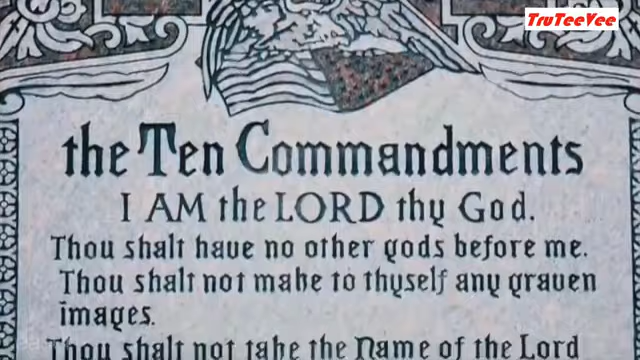 TruTeeVee
the Ten Commandments
I AM the LORD thy God.
Thou shalt have no other gods before me.
Thou shalt not make to thyself any graven
images.
Thou shalt not take the Name of the Lord